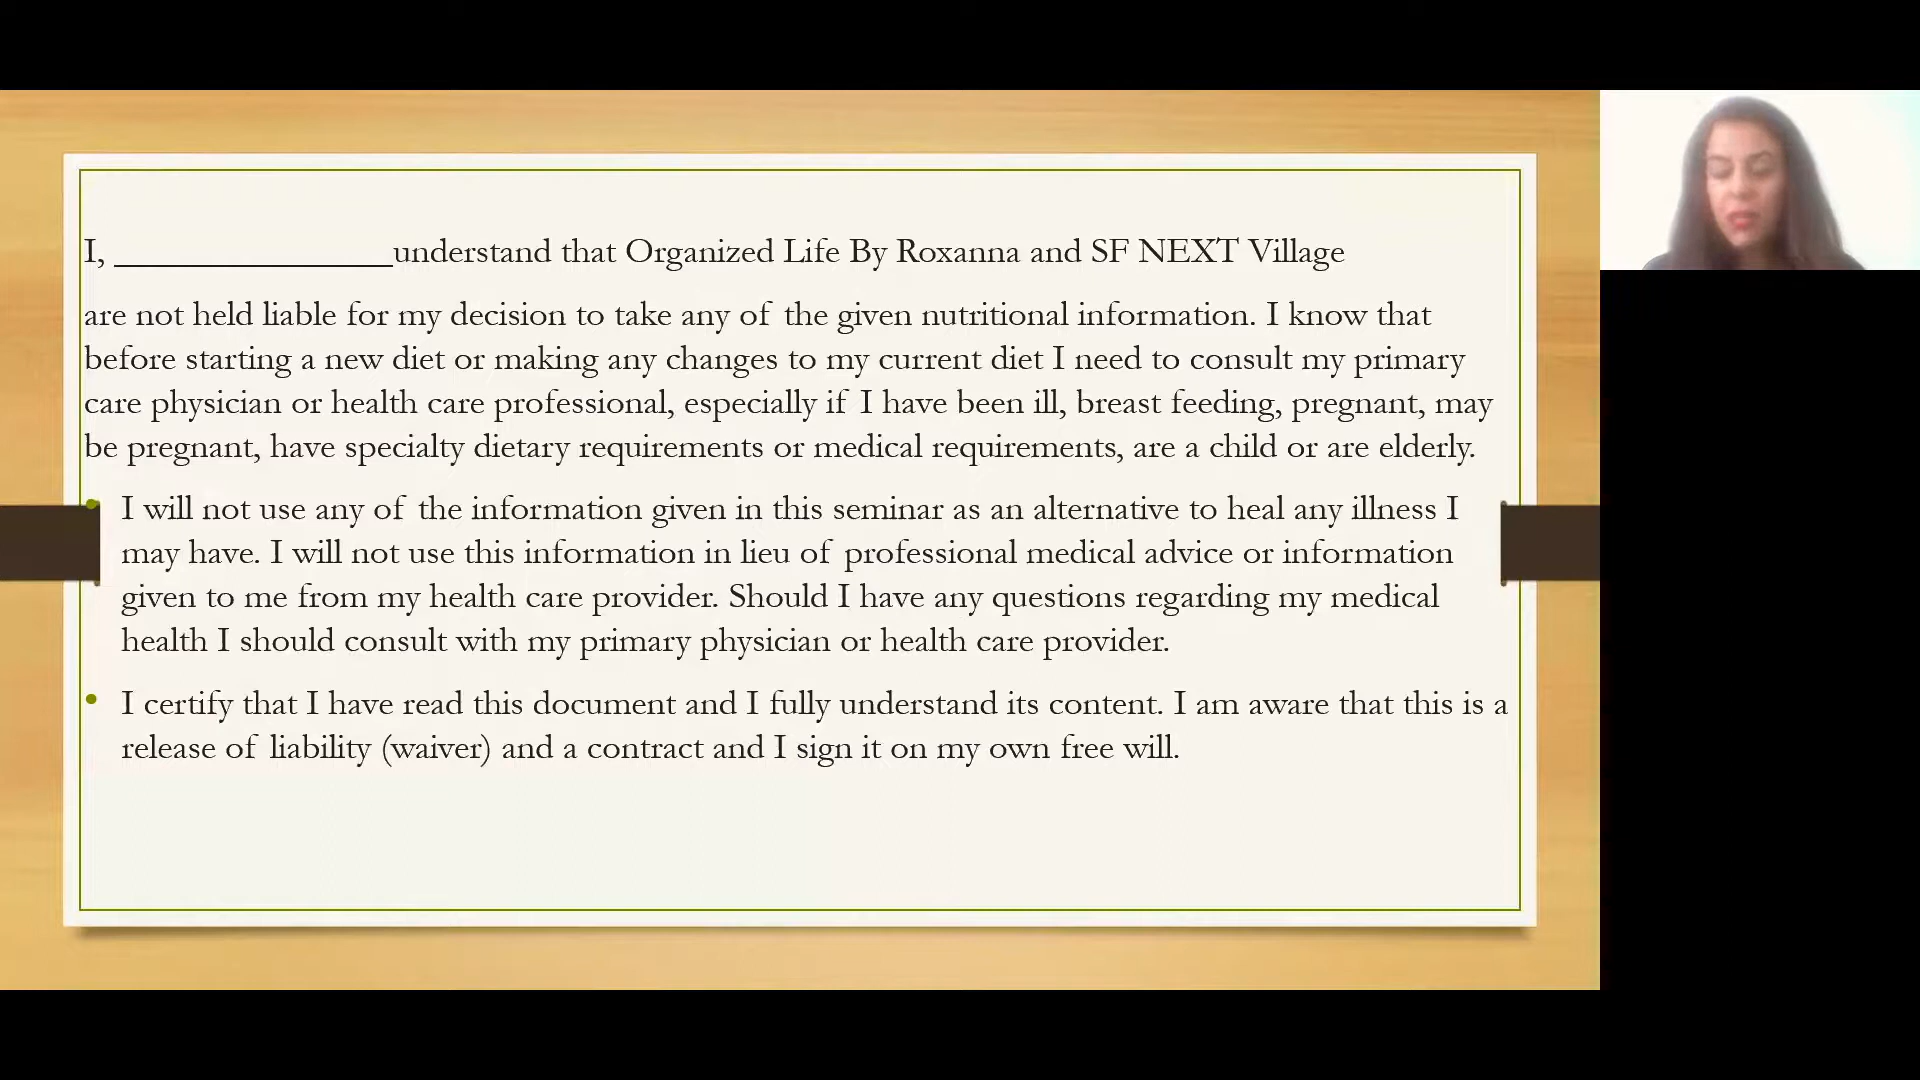 I, ________________understand that Organized Life By Roxanna and SF NEXT Village
are not held liable for my decision to take any of the given nutritional information. I know that
before starting a new diet or making any changes to my current diet I need to consult my primary
care physician or health care professional, especially if I have been ill, breast feeding, pregnant, may
be pregnant, have specialty dietary requirements or medical requirements, are a child or are elderly.
• I will not use any of the information given in this seminar as an alternative to heal any illness I
may have. I will not use this information in lieu of professional medical advice or information
given to me from my health care provider. Should I have any questions regarding my medical
health I should consult with my primary physician or health care provider.
• I certify that I have read this document and I fully understand its content. I am aware that this is a
release of liability (waiver) and a contract and I sign it on my own free will.